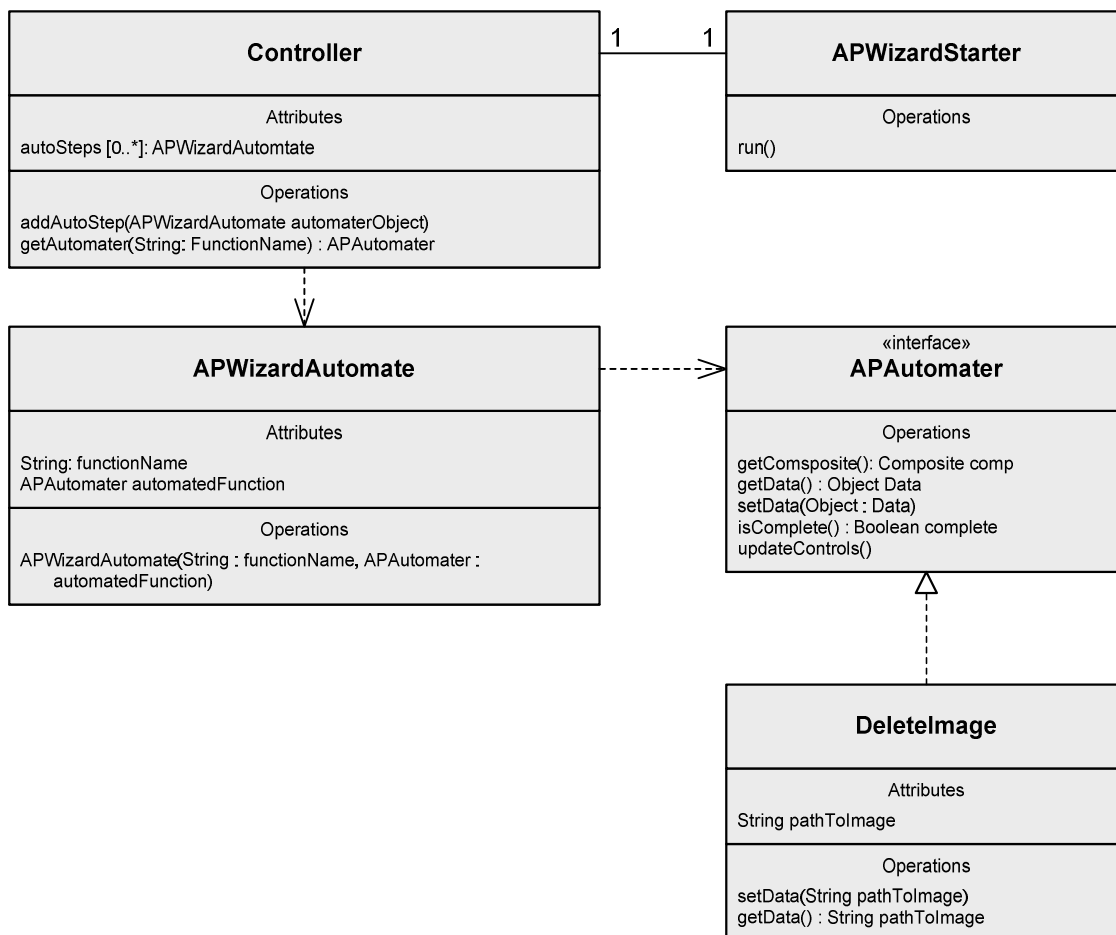 Controller
Attributes
autoSteps [0..*]: APWizardAutomtate
Operations
addAutoStep(APWizardAutomate automaterObject)
getAutomater(String: FunctionName) : APAutomater
1
1
APWizardStarter
Operations
run()
APWizardAutomate
Attributes
String: functionName
APAutomater automatedFunction
Operations
APWizardAutomate(String : functionName, APAutomater :
automatedFunction)
«interface»
APAutomater
Operations
getComsposite(): Composite comp
getData() : Object Data
setData(Object : Data)
isComplete() : Boolean complete
updateControls()
DeleteImage
Attributes
String pathToImage
Operations
setData(String pathToImage)
getData() : String pathToImage